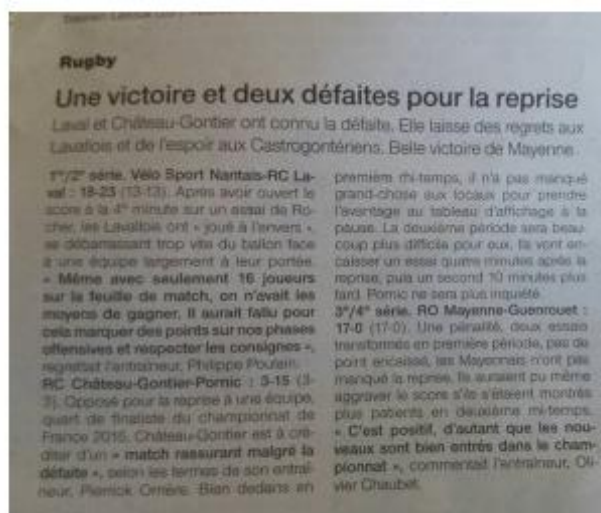 Rugby
Une victoire et deux défaites pour la reprise
Laval et Château-Gontier ont connu la défaite. Elle laisse des regrets aux
Lavallois et de l'espoir aux Castrogontériens. Belle victoire de Mayenne.
1re/2e série. Vélo Sport Nantais-RC La-
val : 18-23 (13-13). Après avoir ouvert le
score à la 4e minute sur un essai de Ro-
cher, les Lavallois ont « joué à l'envers »,
se débarrassant trop vite du ballon face
à une équipe largement à leur portée.
« Même avec seulement 16 joueurs
sur la feuille de match, on n'avait les
moyens de gagner. Il aurait fallu pour
cela marquer des points sur nos phases
offensives et respecter les consignes »,
regrettait l'entraîneur, Philippe Poulain.
RC Château-Gontier-Pornic : 3-15 (3-
3). Opposé pour la reprise à une équipe,
quart de finaliste du championnat de
France 2015, Château-Gontier est à cré-
diter d'un « match rassurant malgré la
défaite », selon les termes de son entraî-
neur, Pierrick Ornière. Bien dedans en
première mi-temps, il n'a pas manqué
grand-chose aux locaux pour prendre
l'avantage au tableau d'affichage à la
pause. La deuxième période sera beau-
coup plus difficile pour eux. Ils vont en-
caisser un essai quinze minutes après la
reprise, puis un second 10 minutes plus
tard. Pornic ne sera plus inquiété.
3e/4e série. RO Mayenne-Guenrouet :
17-0 (17-0). Une pénalité, deux essais
transformés en première période, pas de
point encaissé, les Mayennais n'ont pas
manqué la reprise. Ils auraient pu même
aggraver le score s'ils s'étaient montrés
plus patients en deuxième mi-temps.
« C'est positif, d'autant que les nou-
veaux sont bien entrés dans le cham-
pionnat », commentait l'entraîneur, Oli-
vier Chaubet.